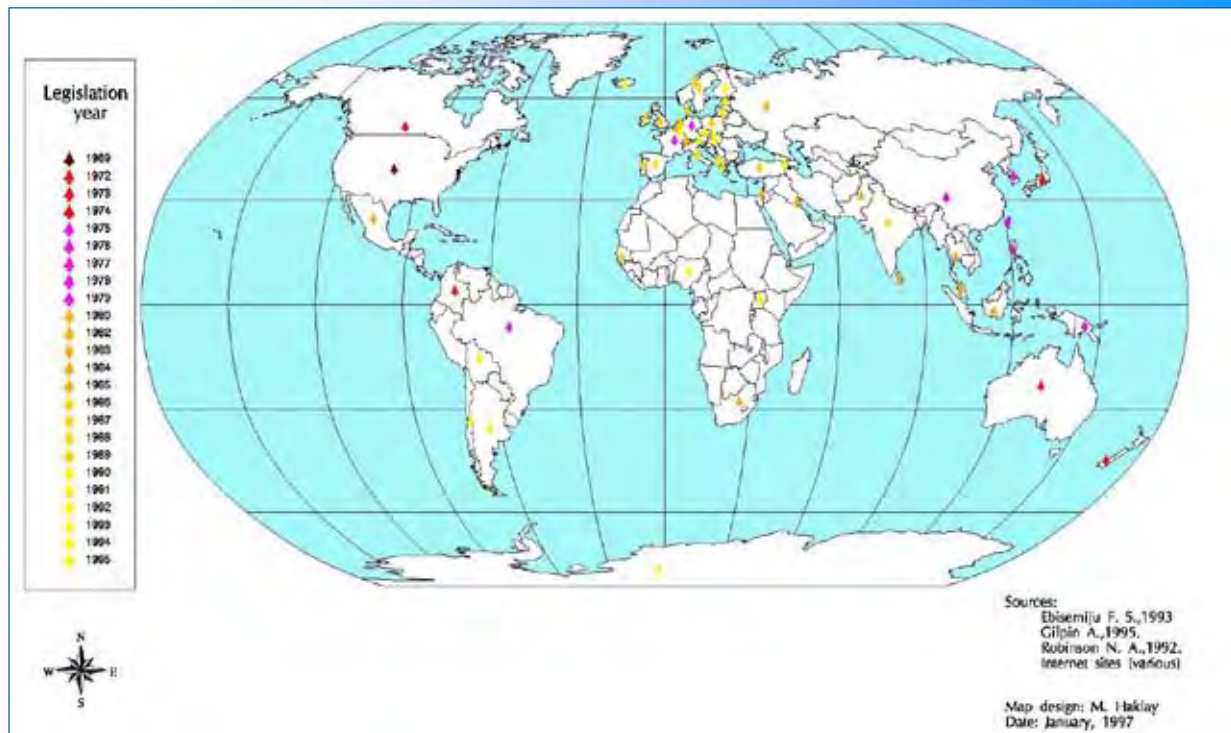 Legislation
year
1969
1972
1973
1974
1975
1976
1977
1978
1979
1980
1982
1983
1984
1985
1986
1987
1988
1989
1990
1991
1992
1993
1994
1995
N
W E
S
Sources:
Ebisemiju F. S.,1993
Gilpin A.,1995.
Robinson N. A.,1992.
Internet sites (various)
Map design: M. Haklay
Date: January, 1997